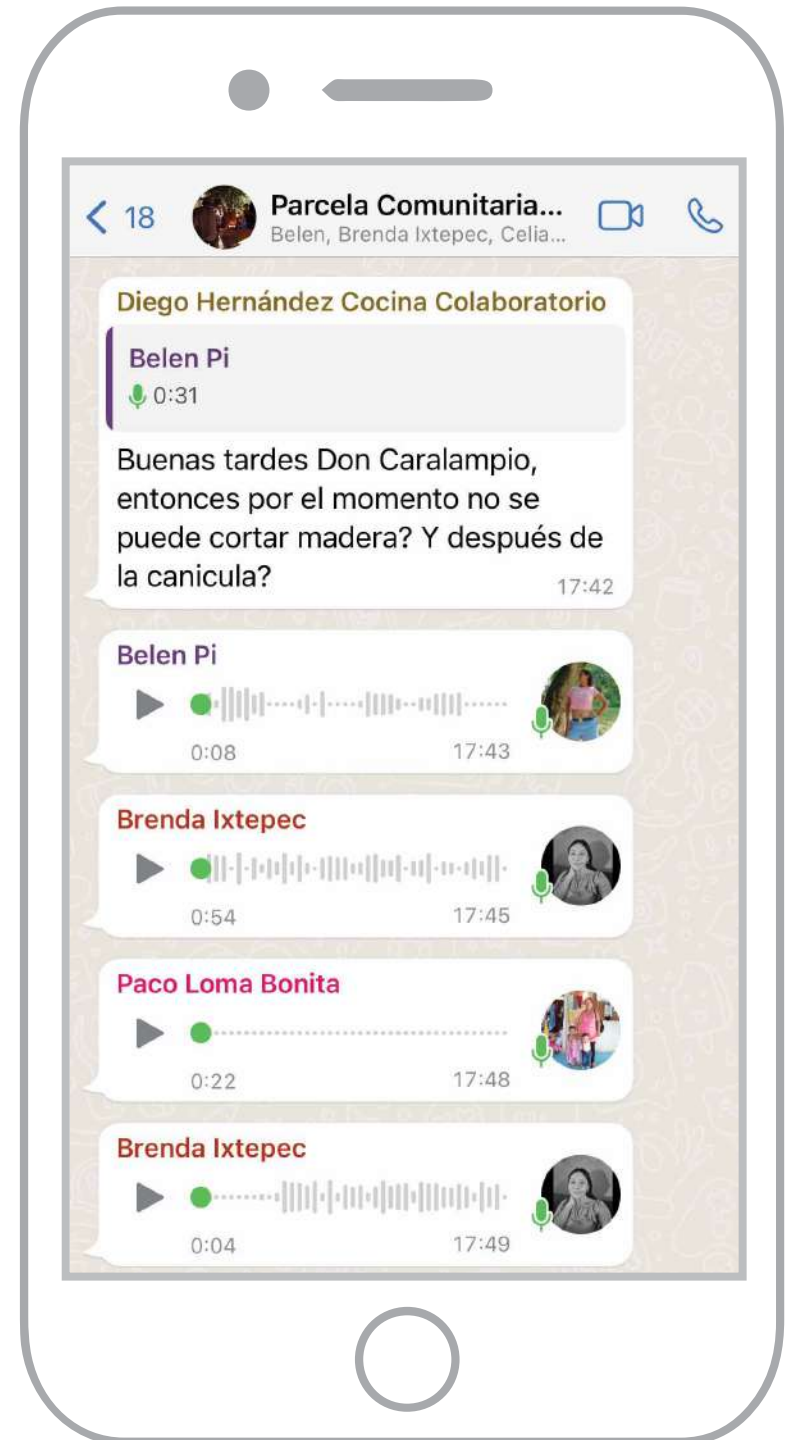 18
Parcela Comunitaria...
Belen, Brenda Ixtepec, Celia...
Diego Hernández Cocina Colaboratorio
Belen Pi
0:31
Buenas tardes Don Caralampio,
entonces por el momento no se
puede cortar madera? Y después de
la canicula?
17:42
Belen Pi
0:08
17:43
Brenda Ixtepec
0:54
17:45
Paco Loma Bonita
0:22
17:48
Brenda Ixtepec
0:04
17:49